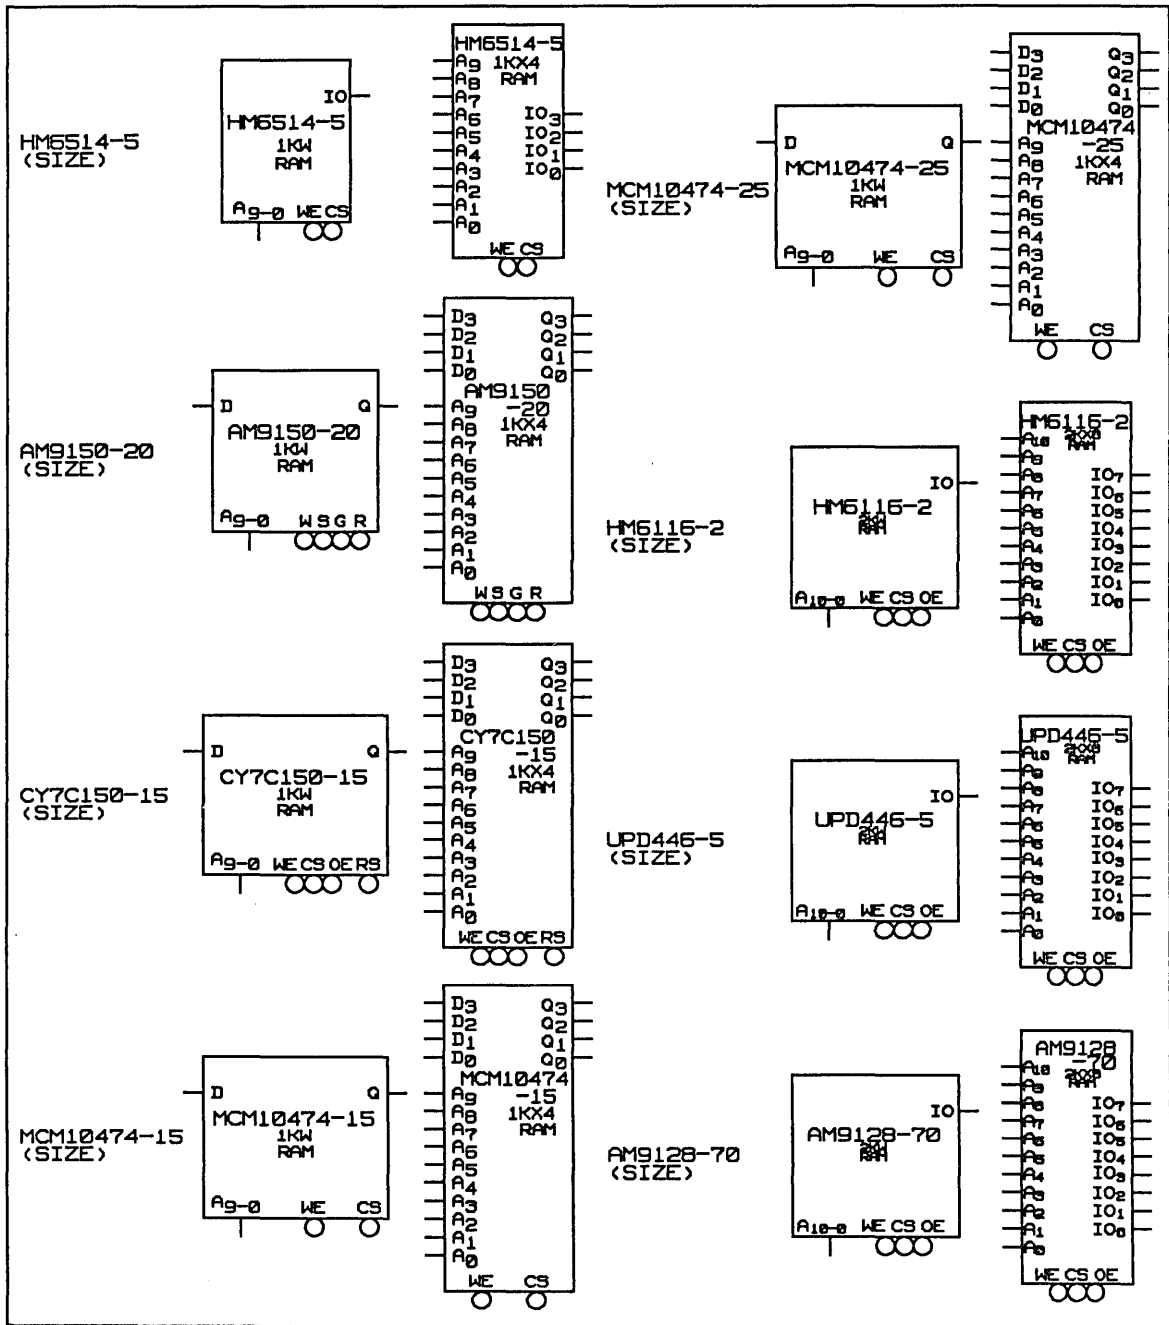 HM6514-5
(SIZE)
IO
HM6514-5
1KW
RAM
A9-0 WE CS
HM6514-5
A9 1KX4
A8 RAM
A7
A6 IO3
A5 IO2
A4 IO1
A3 IO0
A2
A1
A0
WE CS
AM9150-20
(SIZE)
D Q
AM9150-20
1KW
RAM
A9-0 W S G R
D3 Q3
D2 Q2
D1 Q1
D0 Q0
AM9150
A9 -20
A8 1KX4
A7 RAM
A6
A5
A4
A3
A2
A1
A0
W S G R
CY7C150-15
(SIZE)
D Q
CY7C150-15
1KW
RAM
A9-0 WE CS OE RS
D3 Q3
D2 Q2
D1 Q1
D0 Q0
CY7C150
A9 -15
A8 1KX4
A7 RAM
A6
A5
A4
A3
A2
A1
A0
WE CS OE RS
MCM10474-15
(SIZE)
D Q
MCM10474-15
1KW
RAM
A9-0 WE CS
D3 Q3
D2 Q2
D1 Q1
D0 Q0
MCM10474
A9 -15
A8 1KX4
A7 RAM
A6
A5
A4
A3
A2
A1
A0
WE CS
MCM10474-25
(SIZE)
D Q
MCM10474-25
1KW
RAM
A9-0 WE CS
D3 Q3
D2 Q2
D1 Q1
D0 Q0
MCM10474
A9 -25
A8 1KX4
A7 RAM
A6
A5
A4
A3
A2
A1
A0
WE CS
HM6116-2
(SIZE)
IO
HM6116-2
2KW
RAM
A10-0 WE CS OE
HM6116-2
A10 2KX8
A9 RAM
A8 IO7
A7 IO6
A6 IO5
A5 IO4
A4 IO3
A3 IO2
A2 IO1
A1 IO0
A0
WE CS OE
UPD446-5
(SIZE)
IO
UPD446-5
2KW
RAM
A10-0 WE CS OE
UPD446-5
A10 2KX8
A9 RAM
A8 IO7
A7 IO6
A6 IO5
A5 IO4
A4 IO3
A3 IO2
A2 IO1
A1 IO0
A0
WE CS OE
AM9128-70
(SIZE)
IO
AM9128-70
2KW
RAM
A10-0 WE CS OE
AM9128
A10 -70
2KX8
A9 RAM
A8 IO7
A7 IO6
A6 IO5
A5 IO4
A4 IO3
A3 IO2
A2 IO1
A1 IO0
A0
WE CS OE